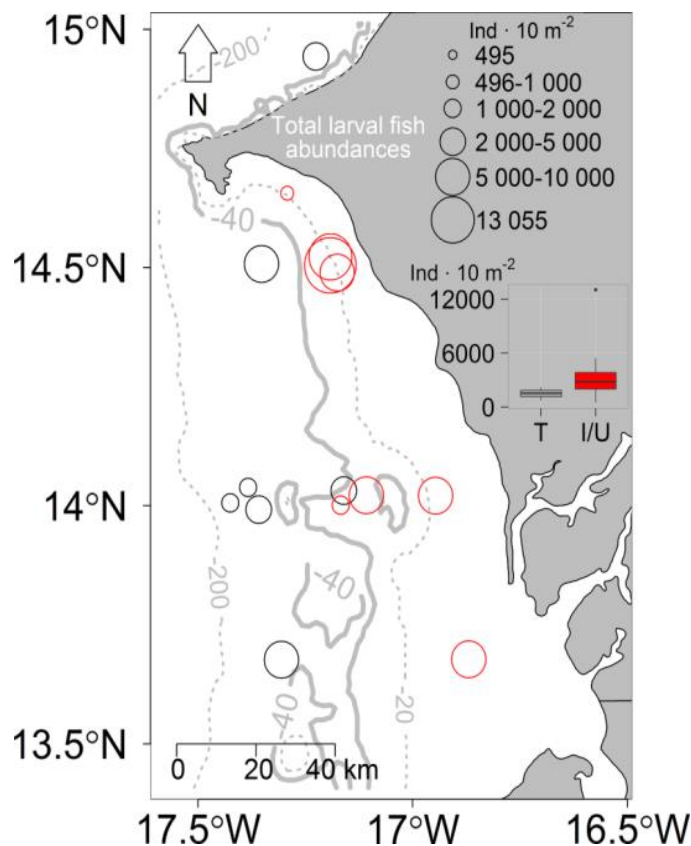 15°N
14.5°N
14°N
13.5°N
17.5°W
17°W
16.5°W
N
-200
-40
-200
-40
-20
-40
Total larval fish
abundances
Ind · 10 m⁻²
495
496-1 000
1 000-2 000
2 000-5 000
5 000-10 000
13 055
Ind · 10 m⁻²
12000
6000
0
T
I/U
0
20
40 km